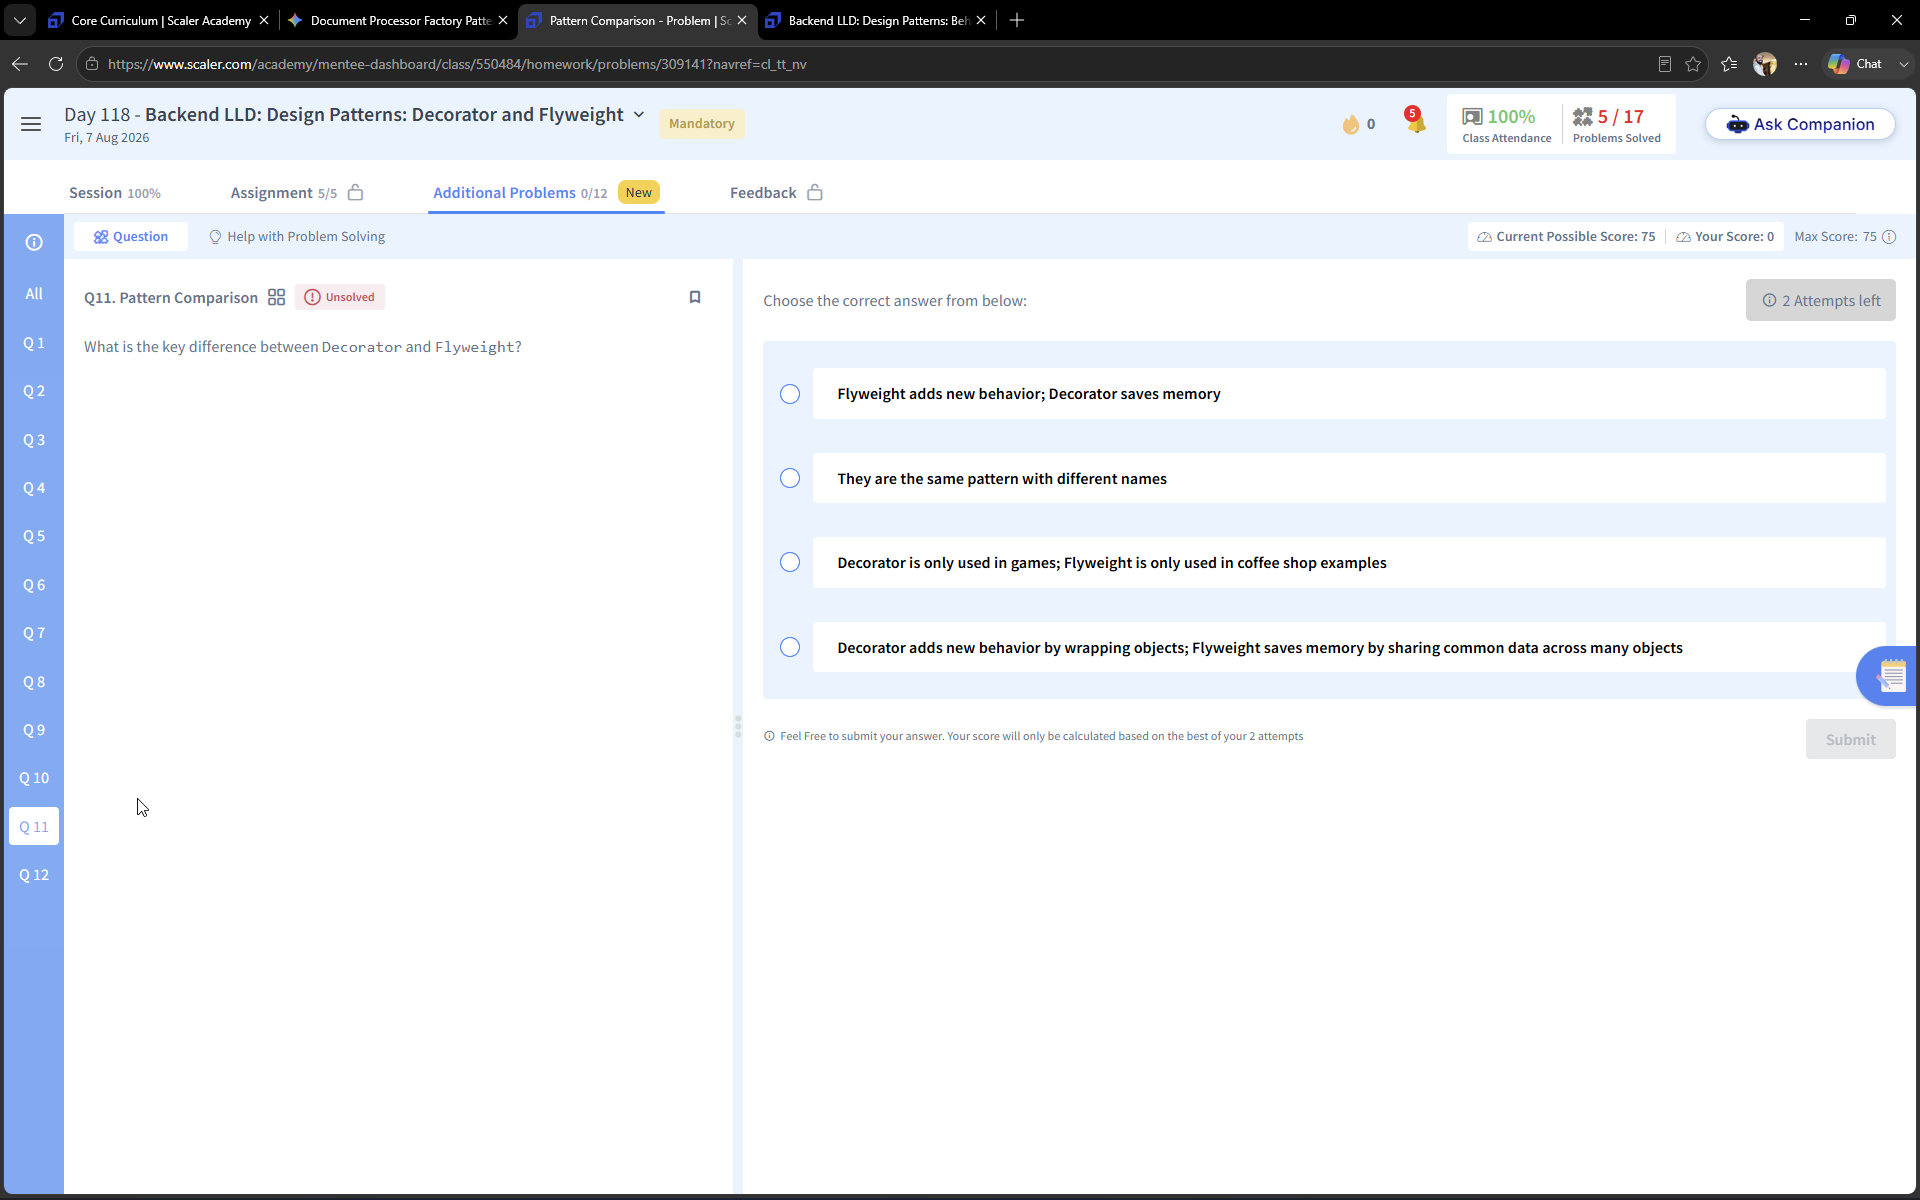 Core Curriculum | Scaler Academy
Document Processor Factory Patte
Pattern Comparison - Problem | Sc
Backend LLD: Design Patterns: Beh
https://www.scaler.com/academy/mentee-dashboard/class/550484/homework/problems/309141?navref=cl_tt_nv
Chat
Day 118 - Backend LLD: Design Patterns: Decorator and Flyweight
Fri, 7 Aug 2026
Mandatory
0
5
100%
Class Attendance
5 / 17
Problems Solved
Ask Companion
Session 100%
Assignment 5/5
Additional Problems 0/12 New
Feedback
Question
Help with Problem Solving
Current Possible Score: 75
Your Score: 0
Max Score: 75
All
Q 1
Q 2
Q 3
Q 4
Q 5
Q 6
Q 7
Q 8
Q 9
Q 10
Q 11
Q 12
Q11. Pattern Comparison
Unsolved
What is the key difference between Decorator and Flyweight?
Choose the correct answer from below:
2 Attempts left
Flyweight adds new behavior; Decorator saves memory
They are the same pattern with different names
Decorator is only used in games; Flyweight is only used in coffee shop examples
Decorator adds new behavior by wrapping objects; Flyweight saves memory by sharing common data across many objects
Feel Free to submit your answer. Your score will only be calculated based on the best of your 2 attempts
Submit